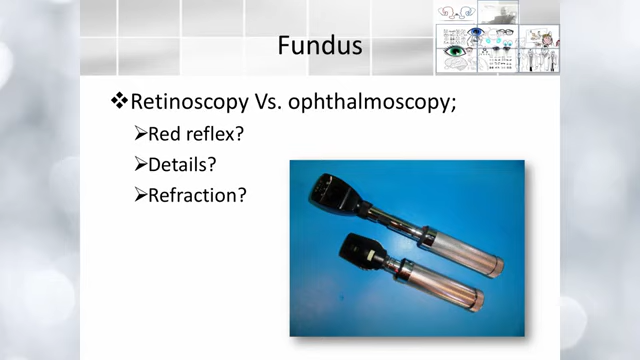 Fundus
Retinoscopy Vs. ophthalmoscopy;
Red reflex?
Details?
Refraction?